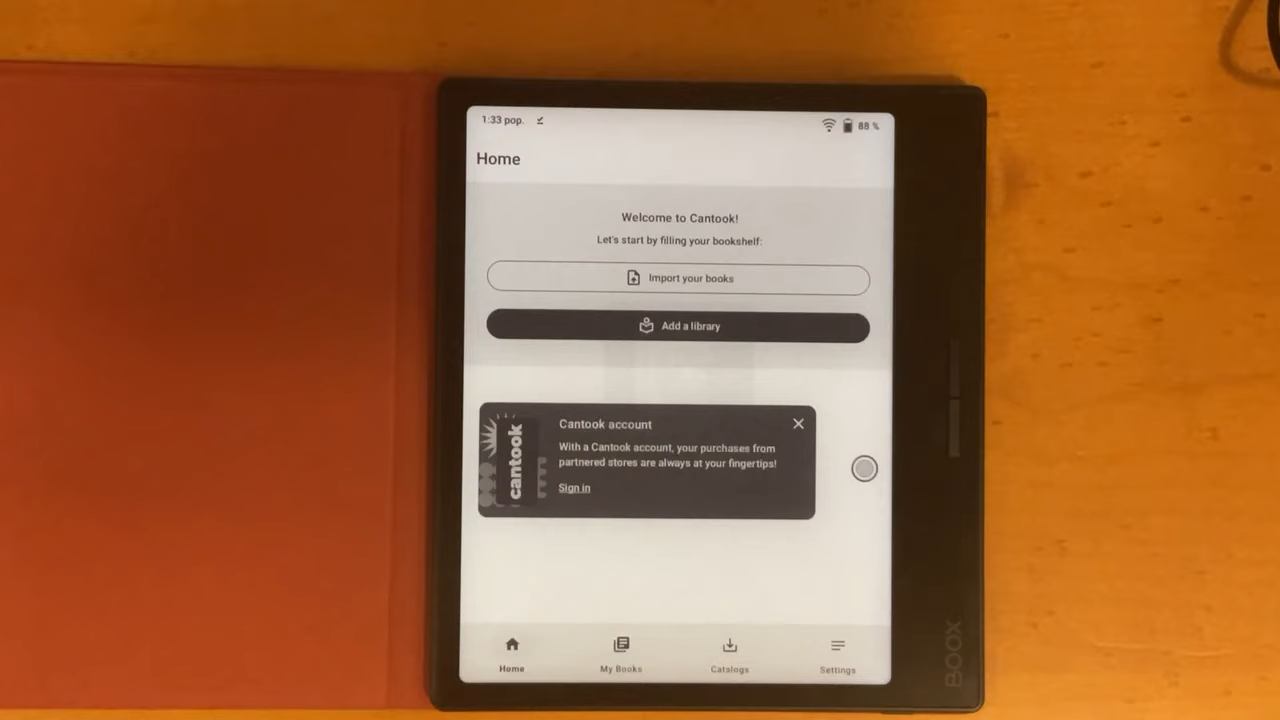 1:33 pop.
88 %
Home
Welcome to Cantook!
Let's start by filling your bookshelf:
Import your books
Add a library
cantook
Cantook account
With a Cantook account, your purchases from
partnered stores are always at your fingertips!
Sign in
Home
My Books
Catalogs
Settings
BOOX